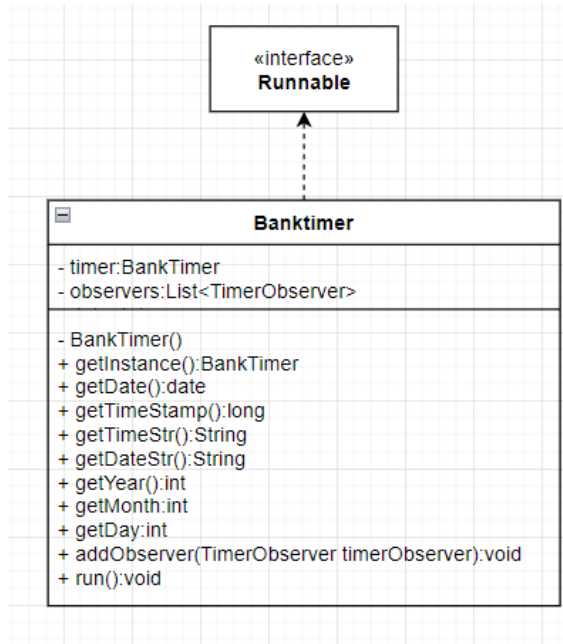 «interface»
Runnable
Banktimer
- timer:BankTimer
- observers:List<TimerObserver>
- BankTimer()
+ getInstance():BankTimer
+ getDate():date
+ getTimeStamp():long
+ getTimeStr():String
+ getDateStr():String
+ getYear():int
+ getMonth:int
+ getDay:int
+ addObserver(TimerObserver timerObserver):void
+ run():void